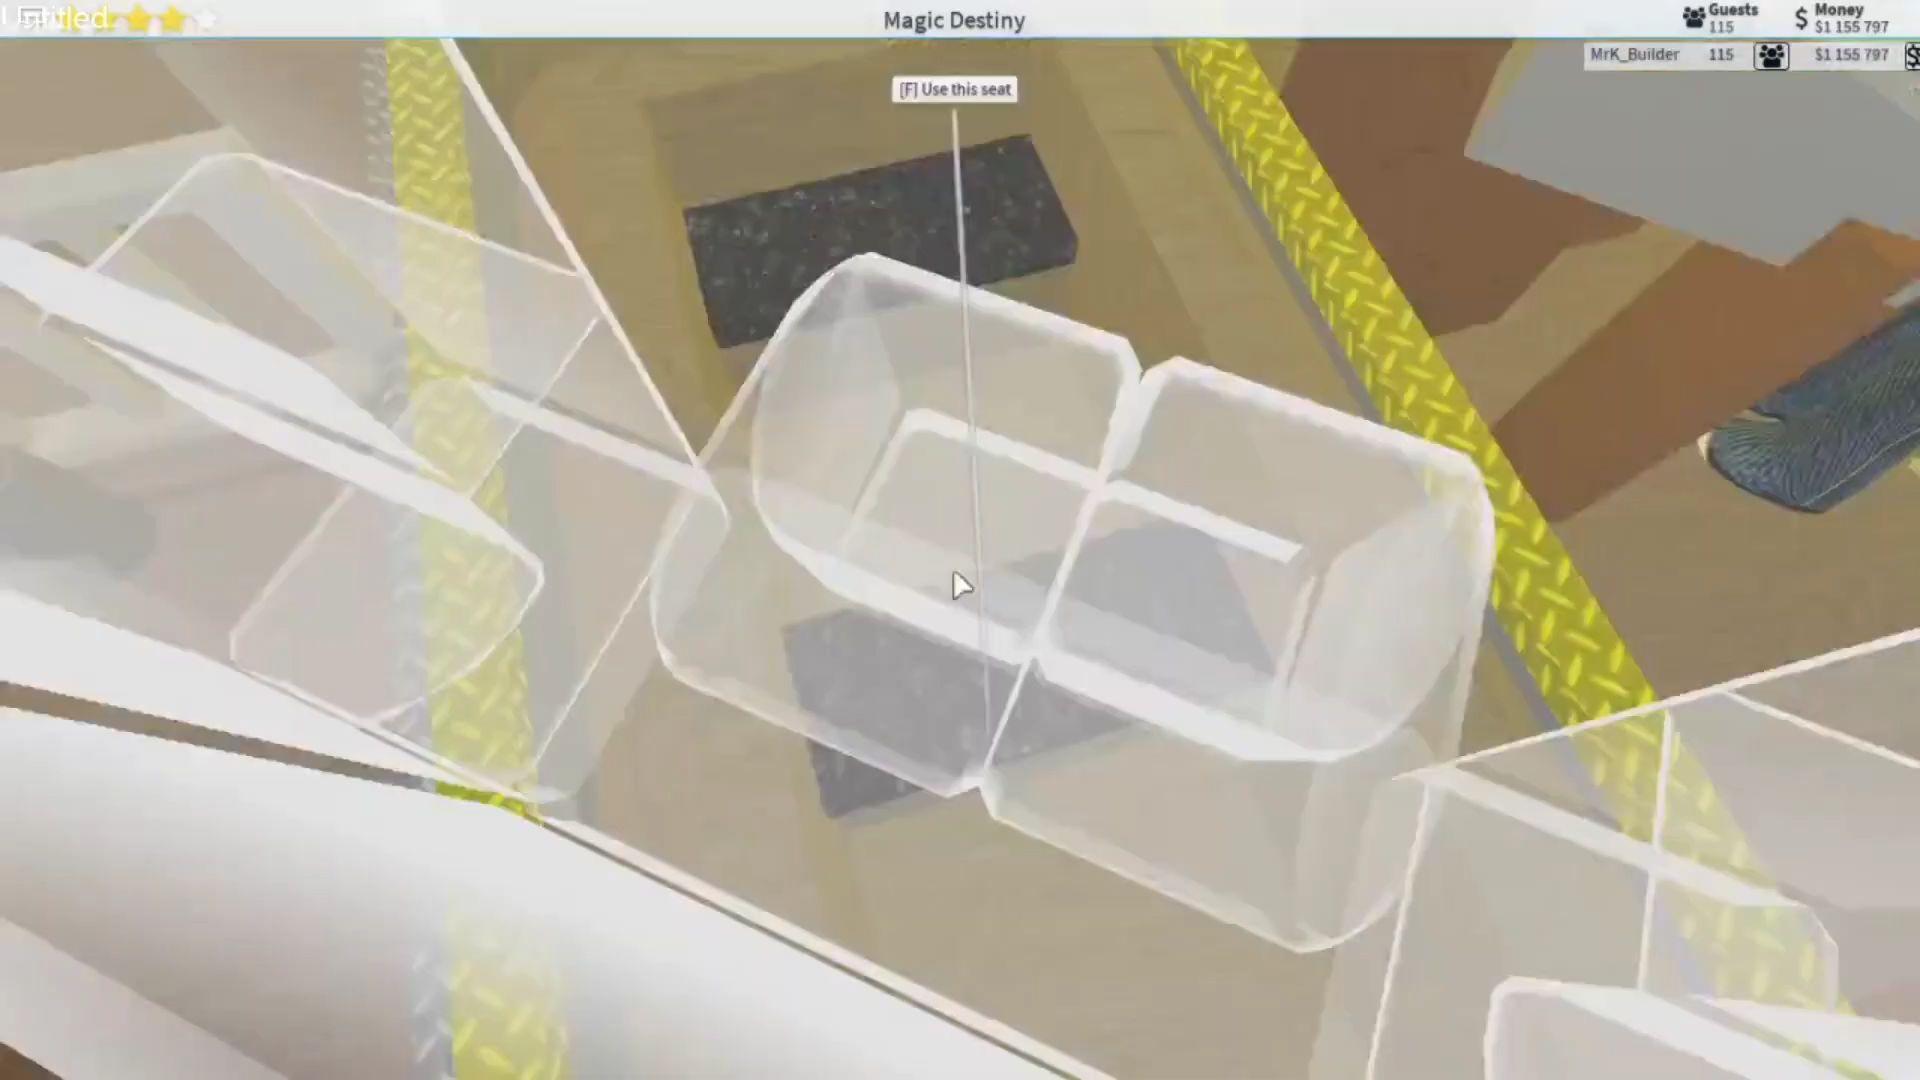 Untitled
Magic Destiny
Guests
115
$ Money
$1 155 797
MrK_Builder 115 $1 155 797 $
[F] Use this seat